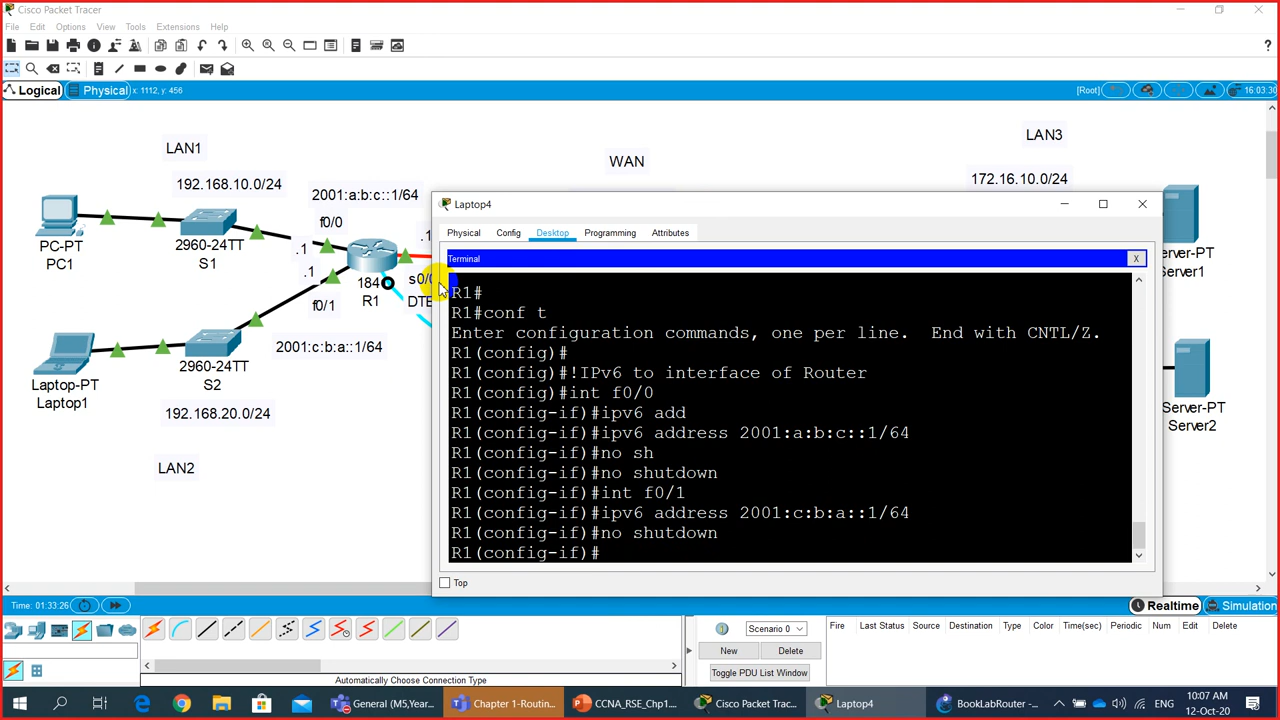 Cisco Packet Tracer
File Edit Options View Tools Extensions Help
?
Logical Physical x: 1112, y: 456 [Root] 16:03:30
LAN1
192.168.10.0/24
PC-PT
PC1
2960-24TT
S1
2001:a:b:c::1/64
f0/0
.1
.1
.1
184
R1
s0/0
DTE
f0/1
2001:c:b:a::1/64
Laptop-PT
Laptop1
2960-24TT
S2
192.168.20.0/24
LAN2
WAN
LAN3
172.16.10.0/24
Server-PT
Server1
Server-PT
Server2
Laptop4
Physical Config Desktop Programming Attributes
Terminal X
R1#
R1#conf t
Enter configuration commands, one per line.  End with CNTL/Z.
R1(config)#
R1(config)#!IPv6 to interface of Router
R1(config)#int f0/0
R1(config-if)#ipv6 add
R1(config-if)#ipv6 address 2001:a:b:c::1/64
R1(config-if)#no sh
R1(config-if)#no shutdown
R1(config-if)#int f0/1
R1(config-if)#ipv6 address 2001:c:b:a::1/64
R1(config-if)#no shutdown
R1(config-if)#
Top
Time: 01:33:26 Realtime Simulation
Scenario 0
New Delete
Toggle PDU List Window
Fire Last Status Source Destination Type Color Time(sec) Periodic Num Edit Delete
Automatically Choose Connection Type
General (M5,Year... Chapter 1-Routin... CCNA_RSE_Chp1.... Cisco Packet Trac... Laptop4 BookLabRouter -... ENG 10:07 AM
12-Oct-20